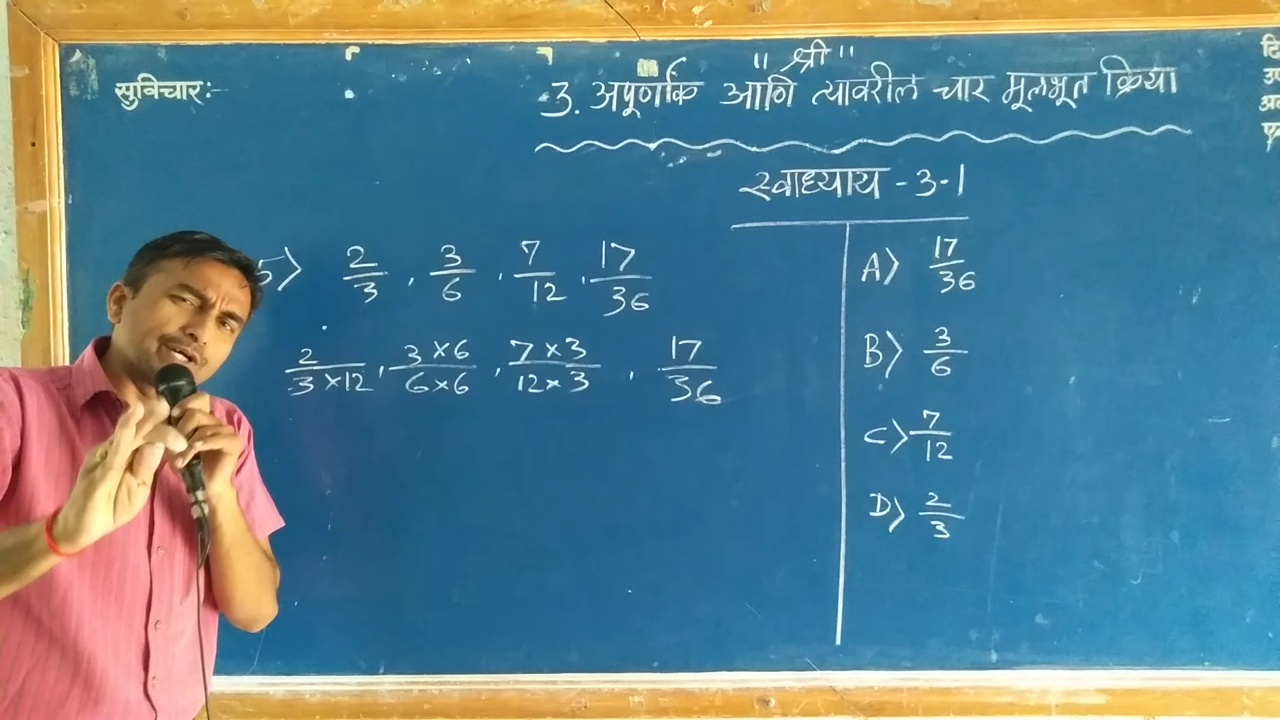 " श्री "
सुविचार:-
3. अपूर्णांक आणि त्यावरील चार मूलभूत क्रिया
स्वाध्याय - 3.1
5) 2/3 , 3/6 , 7/12 , 17/36
2/3×12 , 3×6/6×6 , 7×3/12×3 , 17/36
A) 17/36
B) 3/6
C) 7/12
D) 2/3